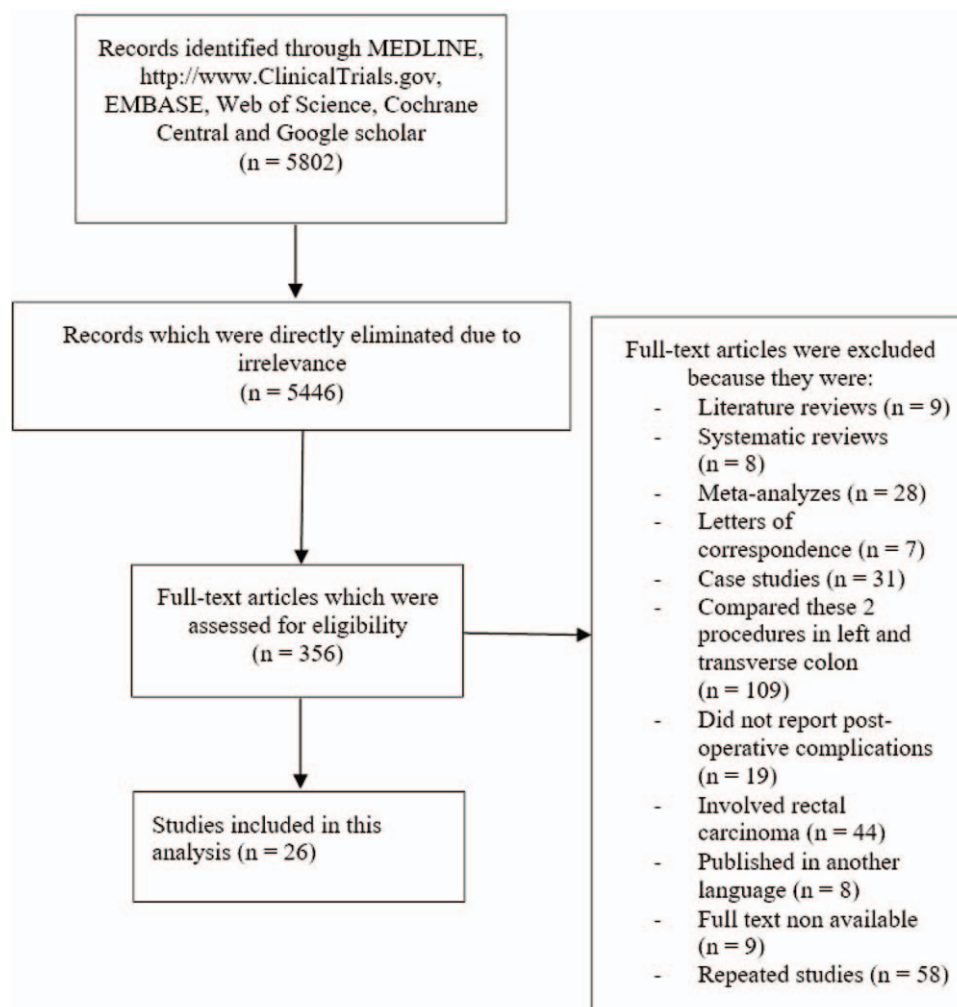 Records identified through MEDLINE,
http://www.ClinicalTrials.gov,
EMBASE, Web of Science, Cochrane
Central and Google scholar
(n = 5802)
Records which were directly eliminated due to
irrelevance
(n = 5446)
Full-text articles which were
assessed for eligibility
(n = 356)
Studies included in this
analysis (n = 26)
Full-text articles were excluded
because they were:
- Literature reviews (n = 9)
- Systematic reviews
(n = 8)
- Meta-analyzes (n = 28)
- Letters of
correspondence (n = 7)
- Case studies (n = 31)
- Compared these 2
procedures in left and
transverse colon
(n = 109)
- Did not report post-
operative complications
(n = 19)
- Involved rectal
carcinoma (n = 44)
- Published in another
language (n = 8)
- Full text non available
(n = 9)
- Repeated studies (n = 58)